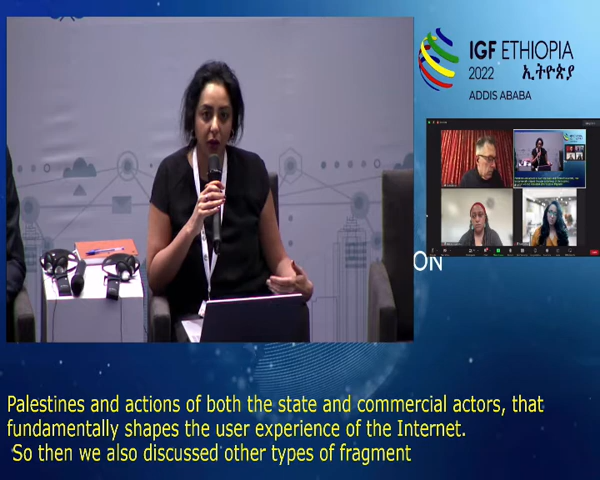 IGF ETHIOPIA
2022 ኢትዮጵያ
ADDIS ABABA
ON
Palestines and actions of both the state and commercial actors, that
fundamentally shapes the user experience of the Internet.
So then we also discussed other types of fragment